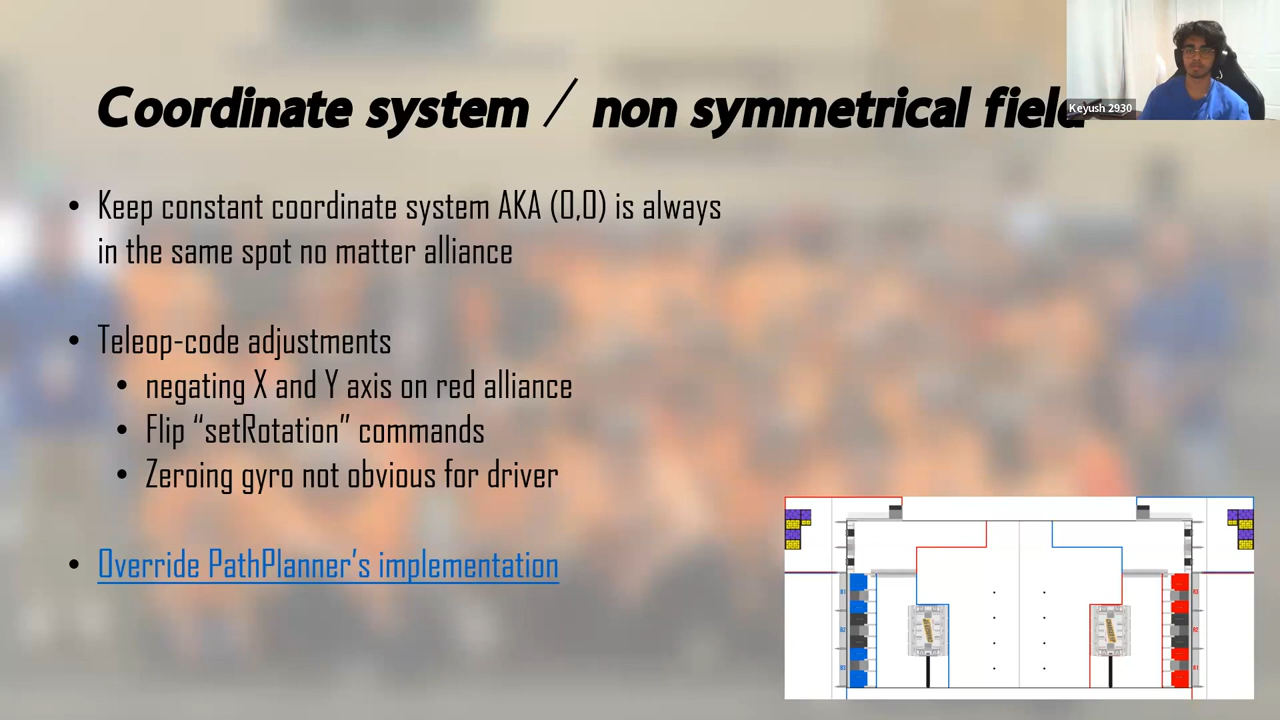 Coordinate system / non symmetrical field
Keyush 2930
• Keep constant coordinate system AKA (0,0) is always
in the same spot no matter alliance
• Teleop-code adjustments
• negating X and Y axis on red alliance
• Flip “setRotation” commands
• Zeroing gyro not obvious for driver
• Override PathPlanner’s implementation